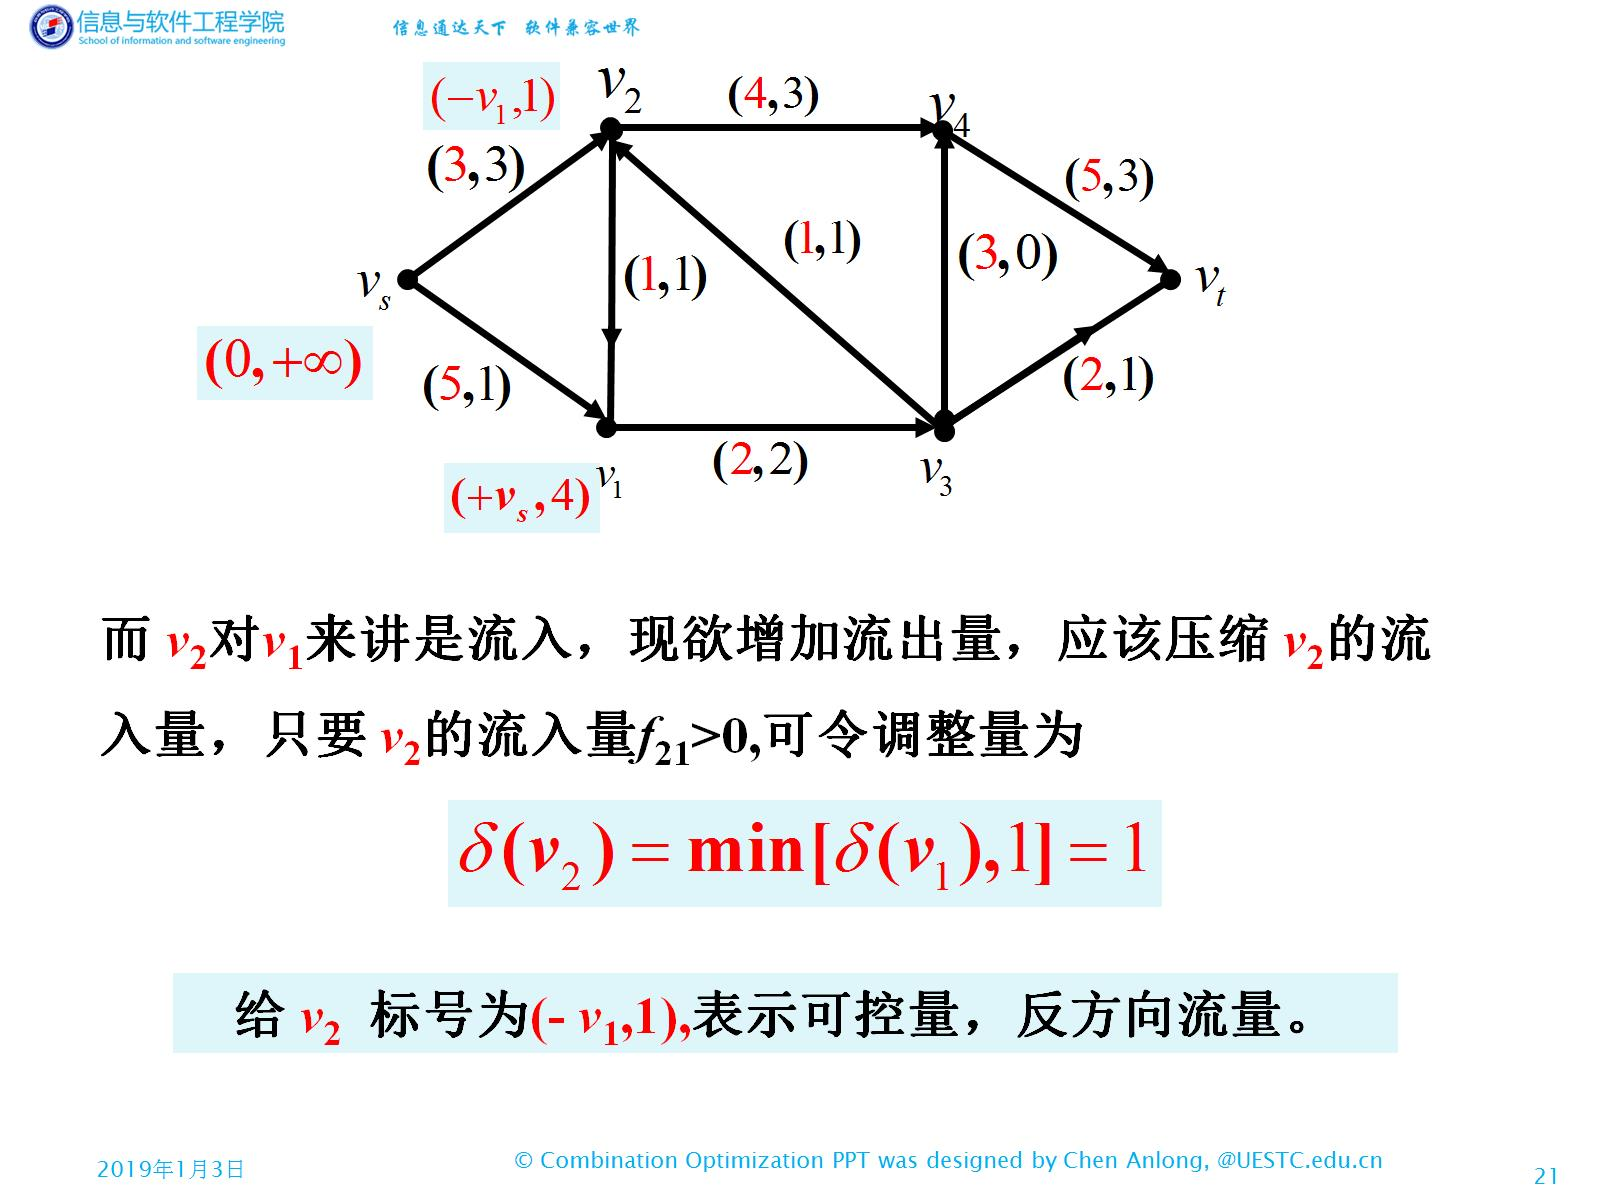 信息与软件工程学院
School of information and software engineering
信息通达天下 软件兼容世界
(−v₁,1)
v₂
(4,3)
v₄
(3,3)
(5,3)
(1,1)
(1,1)
(3,0)
vₛ
vₜ
(0,+∞)
(5,1)
(2,1)
(2,2)
(+vₛ,4)
v₁
v₃
而 v₂对v₁来讲是流入，现欲增加流出量，应该压缩 v₂的流
入量，只要 v₂的流入量f₂₁>0,可令调整量为
δ(v₂) = min[δ(v₁),1] = 1
给 v₂ 标号为(- v₁,1),表示可控量，反方向流量。
2019年1月3日
© Combination Optimization PPT was designed by Chen Anlong, @UESTC.edu.cn
21